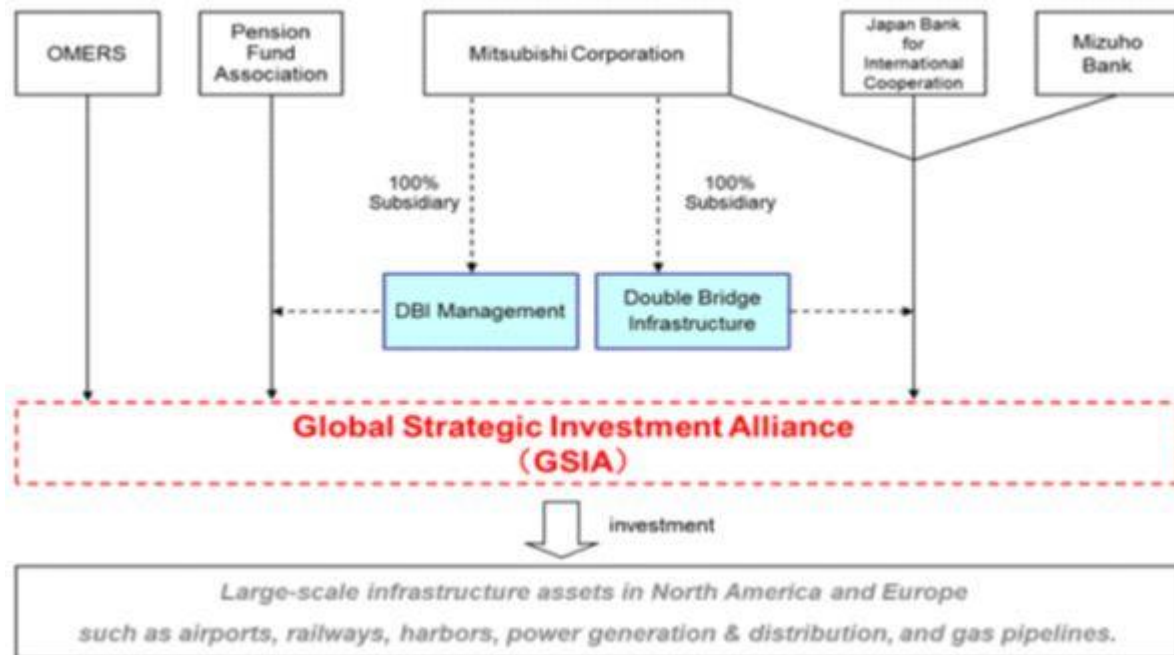 OMERS
Pension
Fund
Association
Mitsubishi Corporation
Japan Bank
for
International
Cooperation
Mizuho
Bank
100%
Subsidiary
100%
Subsidiary
DBI Management
Double Bridge
Infrastructure
Global Strategic Investment Alliance
（GSIA）
investment
Large-scale infrastructure assets in North America and Europe
such as airports, railways, harbors, power generation & distribution, and gas pipelines.